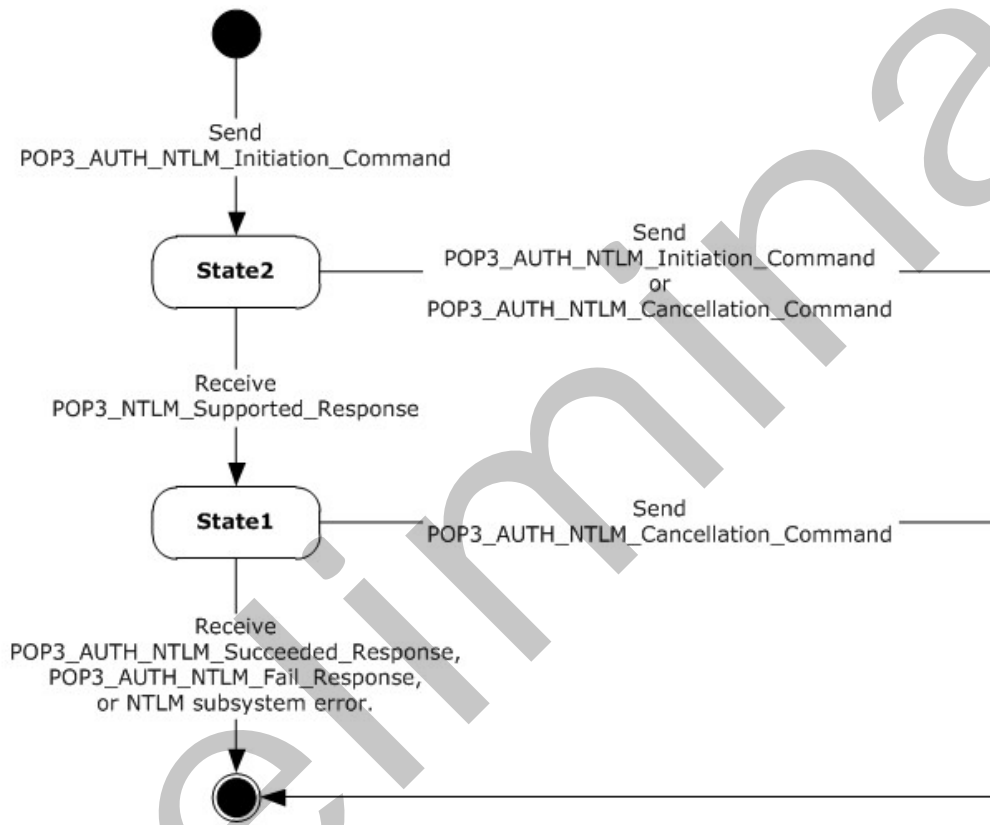 Send
POP3_AUTH_NTLM_Initiation_Command
State2
Send
POP3_AUTH_NTLM_Initiation_Command
or
POP3_AUTH_NTLM_Cancellation_Command
Receive
POP3_NTLM_Supported_Response
State1
Send
POP3_AUTH_NTLM_Cancellation_Command
Receive
POP3_AUTH_NTLM_Succeeded_Response,
POP3_AUTH_NTLM_Fail_Response,
or NTLM subsystem error.
elimina